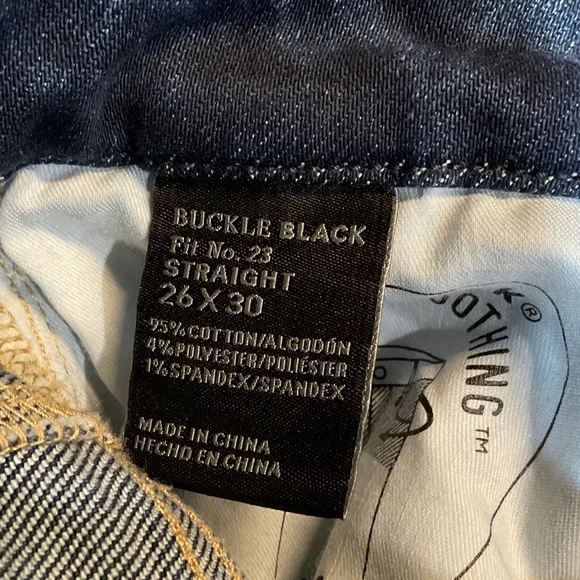 BUCKLE BLACK
Fit No. 23
STRAIGHT
26 X 30
95% COTTON/ALGODÓN
4% POLYESTER/POLIÉSTER
1% SPANDEX/SPANDEX
MADE IN CHINA
HECHO EN CHINA
K®
OTHING™